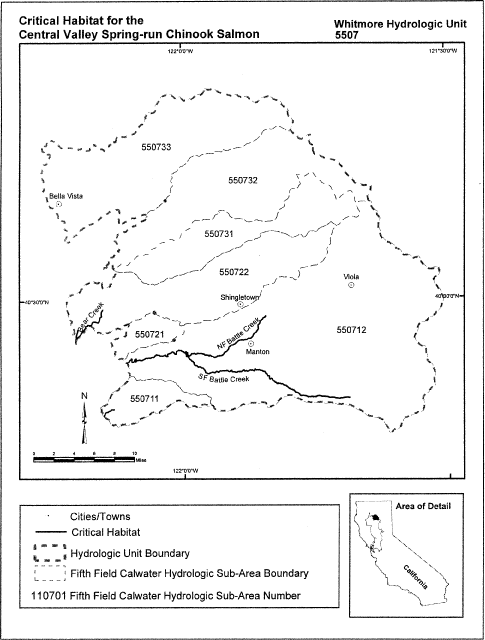 Critical Habitat for the
Central Valley Spring-run Chinook Salmon
Whitmore Hydrologic Unit
5507
122°0'0"W
121°30'0"W
550733
550732
Bella Vista
550731
550722
Viola
Shingletown
40°30'0"N
40°30'0"N
Bear Creek
550721
NF Battle Creek
550712
Manton
SF Battle Creek
550711
N
0 2 4 6 8 10
Miles
122°0'0"W
Cities/Towns
Critical Habitat
Hydrologic Unit Boundary
Fifth Field Calwater Hydrologic Sub-Area Boundary
110701 Fifth Field Calwater Hydrologic Sub-Area Number
Area of Detail
California